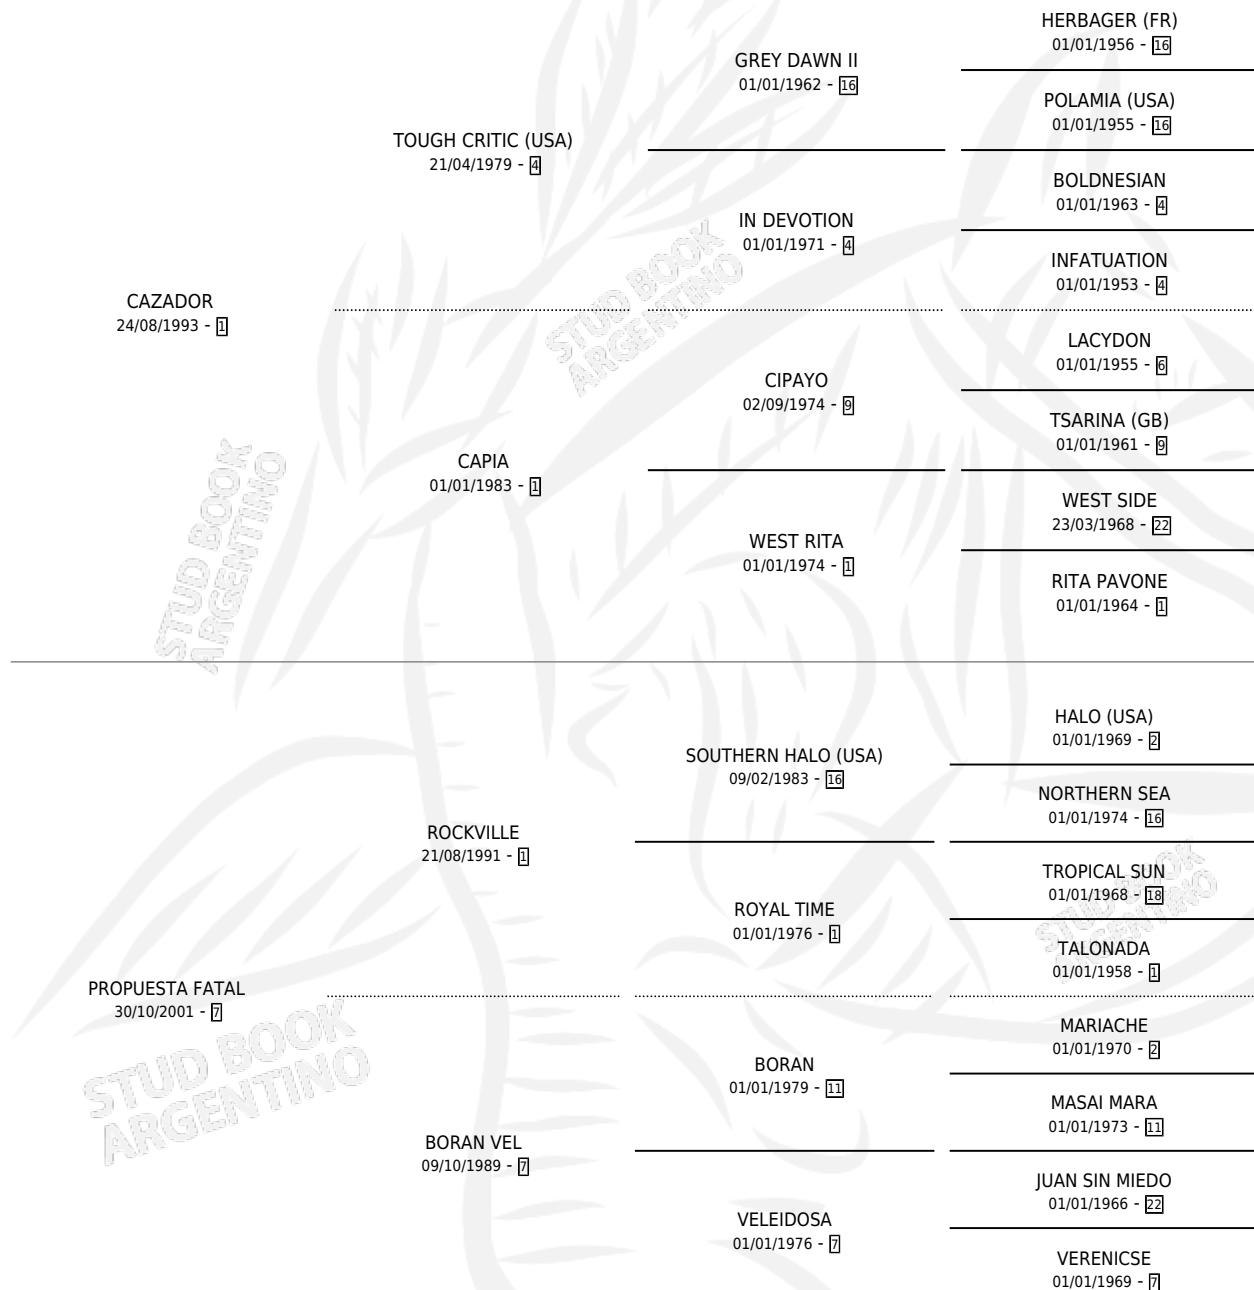 HERBAGER (FR)
01/01/1956 - 16
GREY DAWN II
01/01/1962 - 16
POLAMIA (USA)
01/01/1955 - 16
TOUGH CRITIC (USA)
21/04/1979 - 4
BOLDNESIAN
01/01/1963 - 4
IN DEVOTION
01/01/1971 - 4
INFATUATION
01/01/1953 - 4
CAZADOR
24/08/1993 - 1
LACYDON
01/01/1955 - 6
CIPAYO
02/09/1974 - 9
TSARINA (GB)
01/01/1961 - 9
CAPIA
01/01/1983 - 1
WEST SIDE
23/03/1968 - 22
WEST RITA
01/01/1974 - 1
RITA PAVONE
01/01/1964 - 1
HALO (USA)
01/01/1969 - 2
SOUTHERN HALO (USA)
09/02/1983 - 16
NORTHERN SEA
01/01/1974 - 16
ROCKVILLE
21/08/1991 - 1
TROPICAL SUN
01/01/1968 - 18
ROYAL TIME
01/01/1976 - 1
TALONADA
01/01/1958 - 1
PROPUESTA FATAL
30/10/2001 - 7
MARIACHE
01/01/1970 - 2
BORAN
01/01/1979 - 11
MASAI MARA
01/01/1973 - 11
BORAN VEL
09/10/1989 - 7
JUAN SIN MIEDO
01/01/1966 - 22
VELEIDOSA
01/01/1976 - 7
VERENICSE
01/01/1969 - 7
STUD BOOK
ARGENTINO
STUD BOOK
ARGENTINO
STUD BOOK
ARGENTINO
STUD BOOK
ARGENTINO